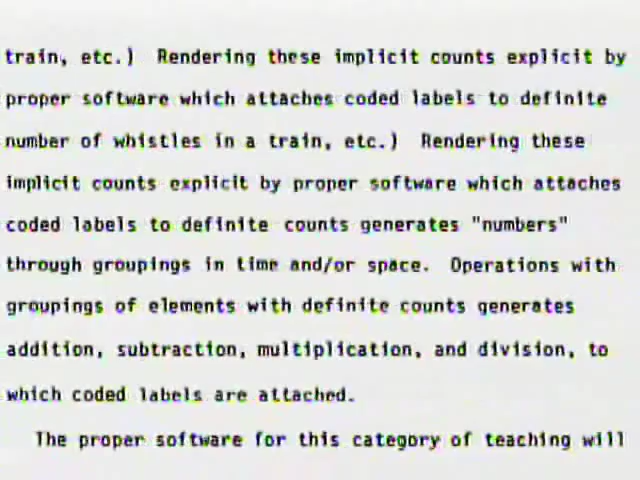 train, etc.) Rendering these implicit counts explicit by
proper software which attaches coded labels to definite
number of whistles in a train, etc.) Rendering these
implicit counts explicit by proper software which attaches
coded labels to definite counts generates "numbers"
through groupings in time and/or space. Operations with
groupings of elements with definite counts generates
addition, subtraction, multiplication, and division, to
which coded labels are attached.
The proper software for this category of teaching will